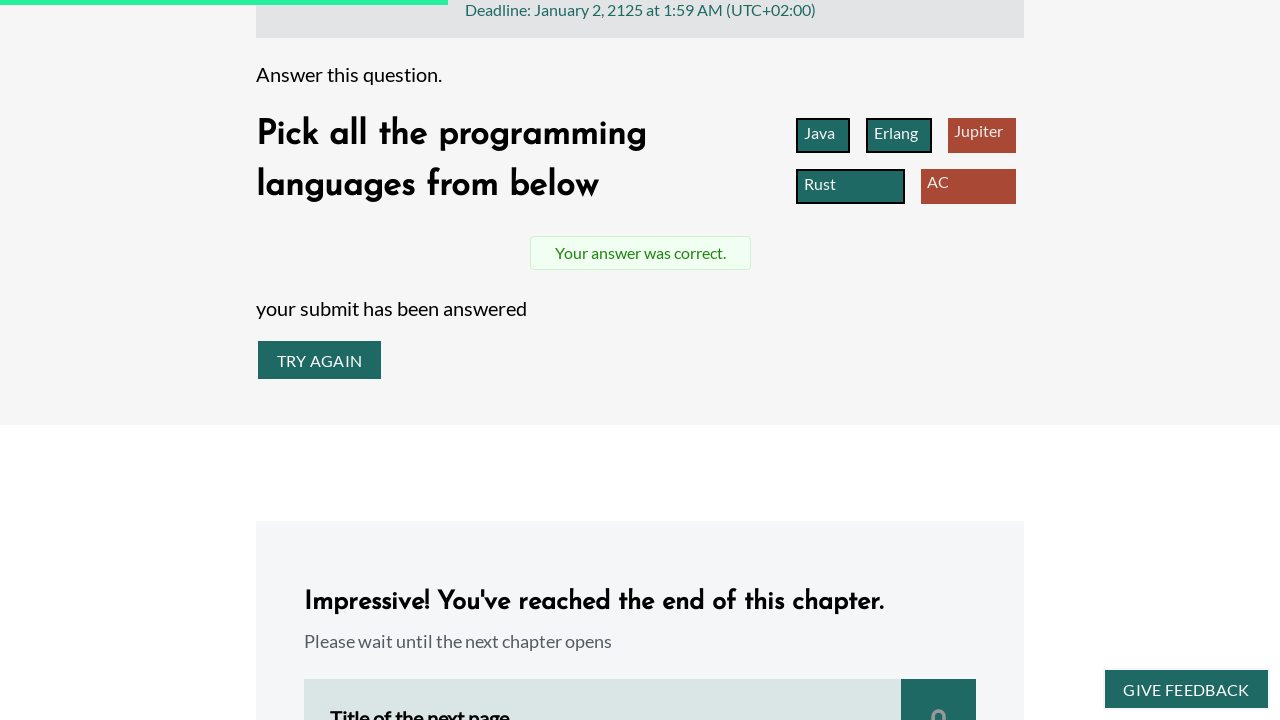 Deadline: January 2, 2125 at 1:59 AM (UTC+02:00)
Answer this question.
Pick all the programming
languages from below
Java
Erlang
Jupiter
Rust
AC
Your answer was correct.
your submit has been answered
TRY AGAIN
Impressive! You've reached the end of this chapter.
Please wait until the next chapter opens
Title of the next page
GIVE FEEDBACK